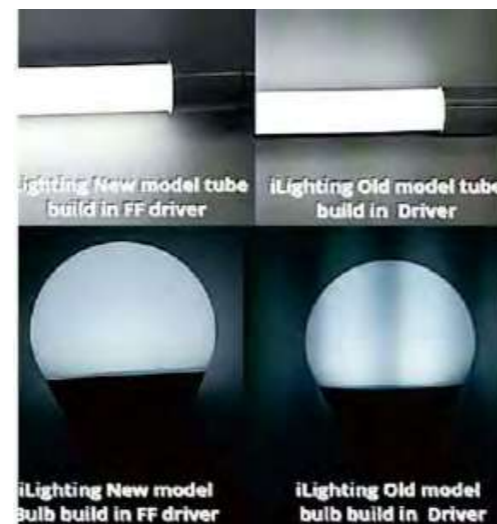 iLighting New model tube
build in FF driver
iLighting Old model tube
build in Driver
iLighting New model
Bulb build in FF driver
iLighting Old model
bulb build in Driver